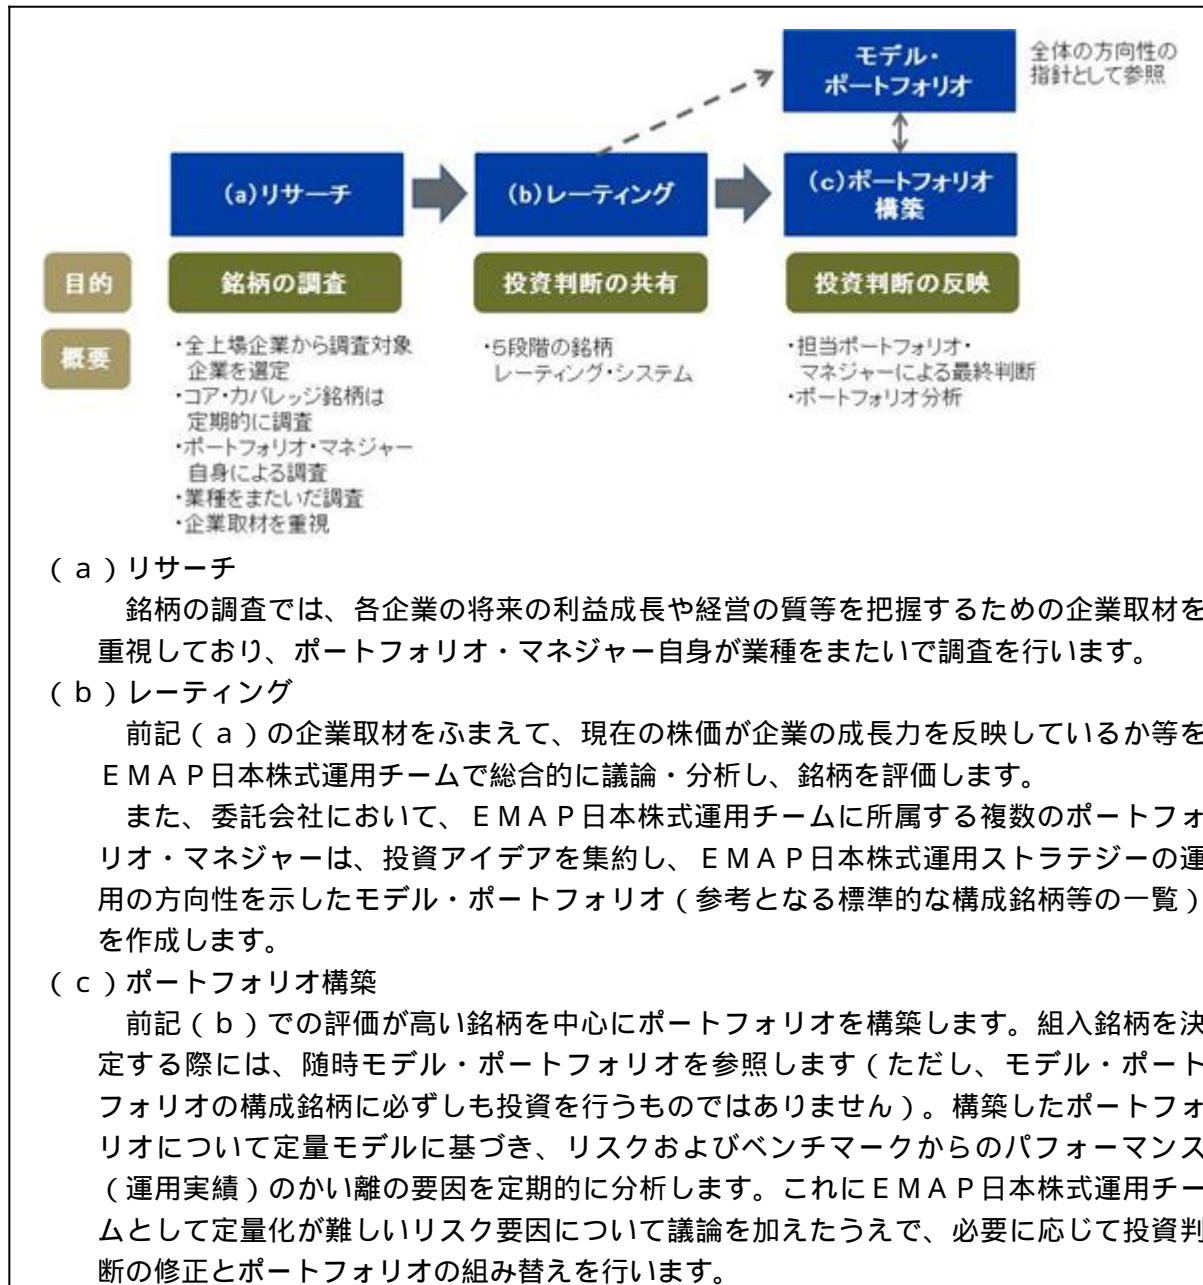 モデル・
ポートフォリオ
全体の方向性の
指針として参照
(a)リサーチ
(b)レーティング
(c)ポートフォリオ
構築
目的
銘柄の調査
投資判断の共有
投資判断の反映
概要
・全上場企業から調査対象
企業を選定
・コア・カバレッジ銘柄は
定期的に調査
・ポートフォリオ・マネジャー
自身による調査
・業種をまたいだ調査
・企業取材を重視
・5段階の銘柄
レーティング・システム
・担当ポートフォリオ・
マネジャーによる最終判断
・ポートフォリオ分析
(a)リサーチ
銘柄の調査では、各企業の将来の利益成長や経営の質等を把握するための企業取材を
重視しており、ポートフォリオ・マネジャー自身が業種をまたいで調査を行います。
(b)レーティング
前記(a)の企業取材をふまえて、現在の株価が企業の成長力を反映しているか等を
EMAP日本株式運用チームで総合的に議論・分析し、銘柄を評価します。
また、委託会社において、EMAP日本株式運用チームに所属する複数のポートフォ
リオ・マネジャーは、投資アイデアを集約し、EMAP日本株式運用ストラテジーの運
用の方向性を示したモデル・ポートフォリオ(参考となる標準的な構成銘柄等の一覧)
を作成します。
(c)ポートフォリオ構築
前記(b)での評価が高い銘柄を中心にポートフォリオを構築します。組入銘柄を決
定する際には、随時モデル・ポートフォリオを参照します(ただし、モデル・ポート
フォリオの構成銘柄に必ずしも投資を行うものではありません)。構築したポートフォ
リオについて定量モデルに基づき、リスクおよびベンチマークからのパフォーマンス
(運用実績)のかい離の要因を定期的に分析します。これにEMAP日本株式運用チー
ムとして定量化が難しいリスク要因について議論を加えたうえで、必要に応じて投資判
断の修正とポートフォリオの組み替えを行います。